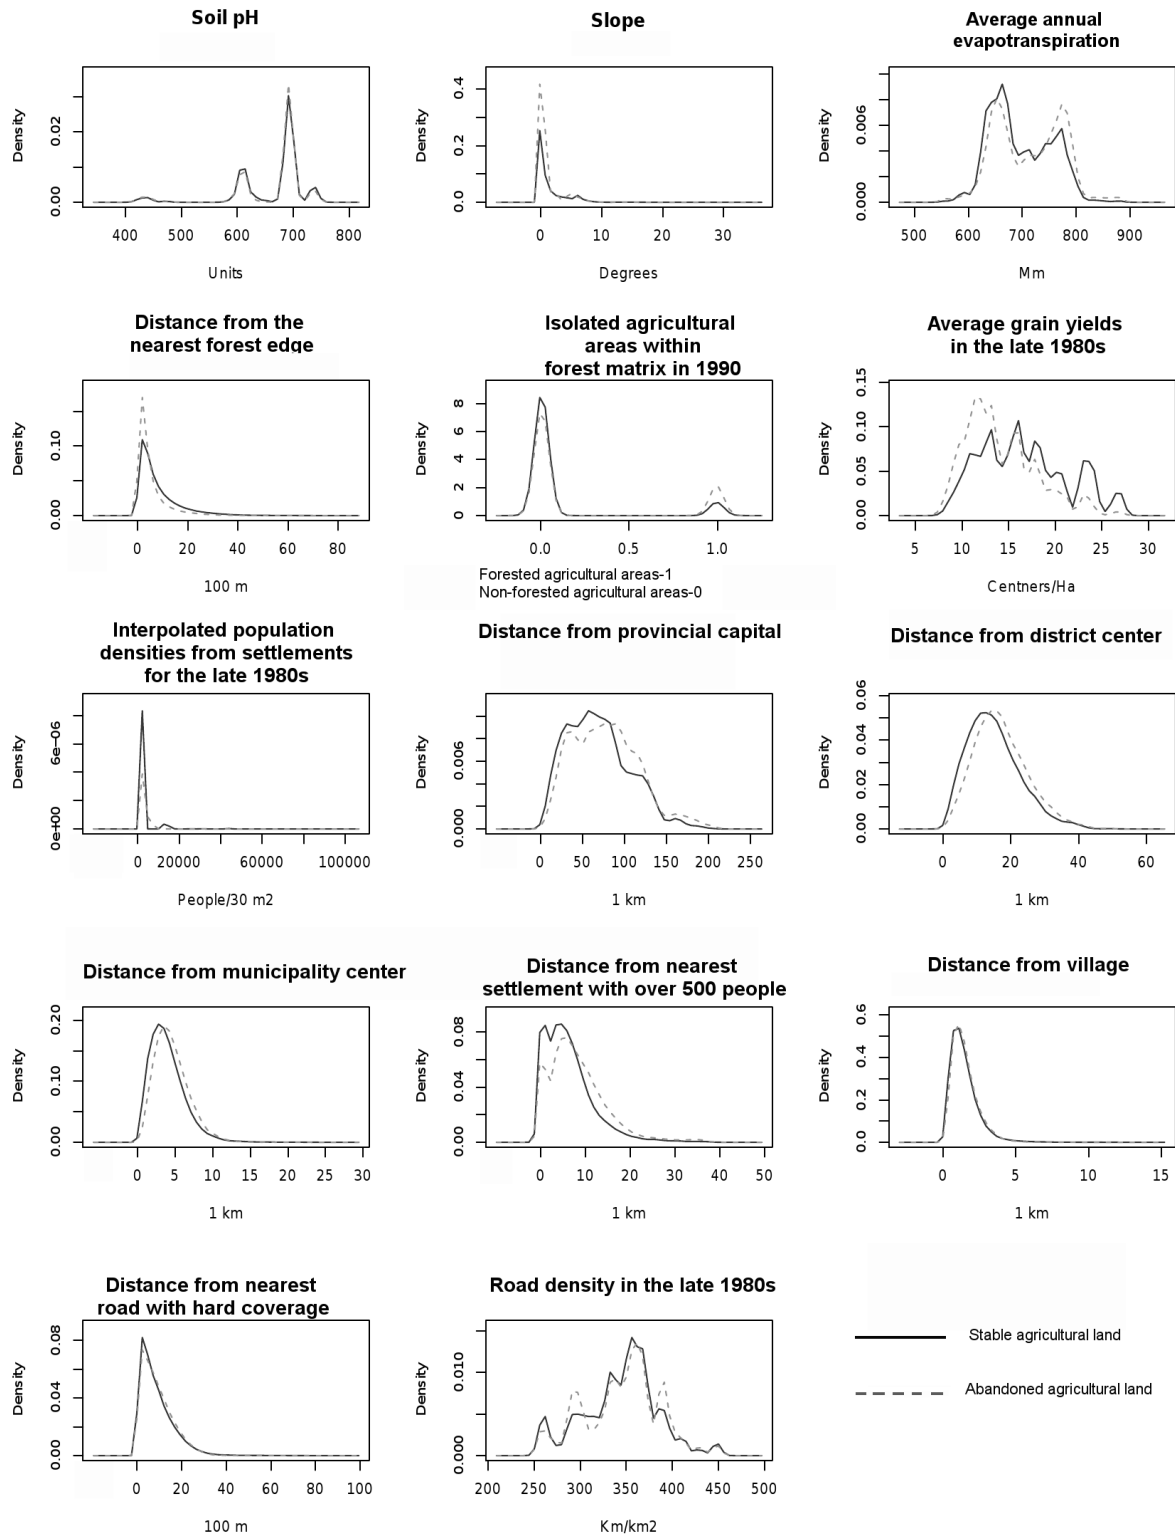 Soil pH
Density
0.00
0.02
400
500
600
700
800
Units
Slope
Density
0.0
0.2
0.4
0
10
20
30
Degrees
Average annual
evapotranspiration
Density
0.000
0.006
500
600
700
800
900
Mm
Distance from the
nearest forest edge
Density
0.00
0.10
0
20
40
60
80
100 m
Isolated agricultural
areas within
forest matrix in 1990
Density
0
2
4
6
8
0.0
0.5
1.0
Forested agricultural areas-1
Non-forested agricultural areas-0
Average grain yields
in the late 1980s
Density
0.00
0.05
0.10
0.15
5
10
15
20
25
30
Centners/Ha
Interpolated population
densities from settlements
for the late 1980s
Density
0e+00
6e-06
0
20000
60000
100000
People/30 m2
Distance from provincial capital
Density
0.000
0.006
0
50
100
150
200
250
1 km
Distance from district center
Density
0.00
0.02
0.04
0.06
0
20
40
60
1 km
Distance from municipality center
Density
0.00
0.10
0.20
0
5
10
15
20
25
30
1 km
Distance from nearest
settlement with over 500 people
Density
0.00
0.04
0.08
0
10
20
30
40
50
1 km
Distance from village
Density
0.0
0.2
0.4
0.6
0
5
10
15
1 km
Distance from nearest
road with hard coverage
Density
0.00
0.04
0.08
0
20
40
60
80
100
100 m
Road density in the late 1980s
Density
0.000
0.010
200
250
300
350
400
450
500
Km/km2
Stable agricultural land
Abandoned agricultural land